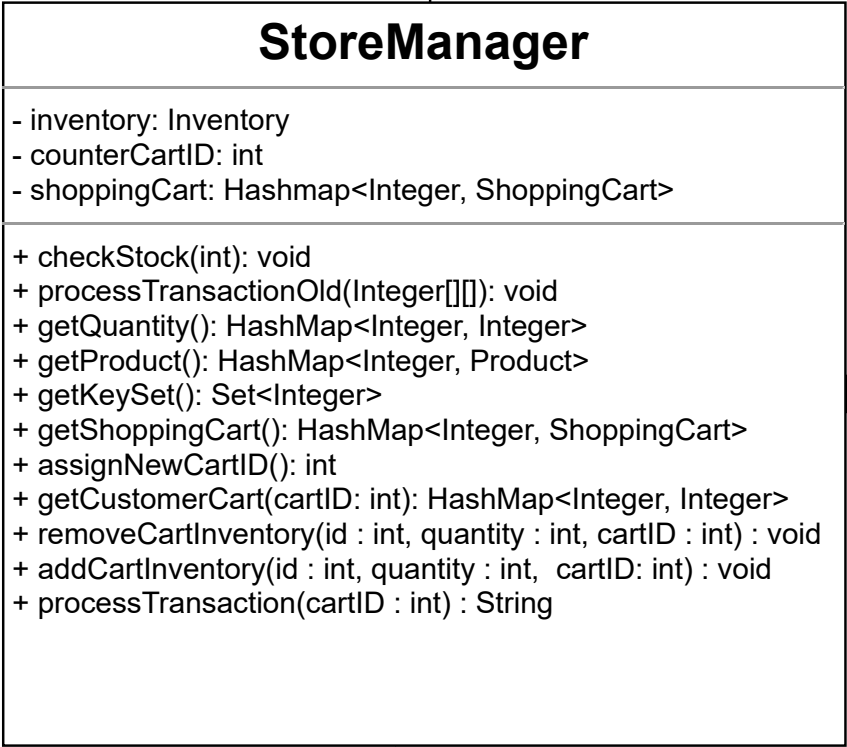 StoreManager
- inventory: Inventory
- counterCartID: int
- shoppingCart: Hashmap<Integer, ShoppingCart>
+ checkStock(int): void
+ processTransactionOld(Integer[][]): void
+ getQuantity(): HashMap<Integer, Integer>
+ getProduct(): HashMap<Integer, Product>
+ getKeySet(): Set<Integer>
+ getShoppingCart(): HashMap<Integer, ShoppingCart>
+ assignNewCartID(): int
+ getCustomerCart(cartID: int): HashMap<Integer, Integer>
+ removeCartInventory(id : int, quantity : int, cartID : int) : void
+ addCartInventory(id : int, quantity : int,  cartID: int) : void
+ processTransaction(cartID : int) : String